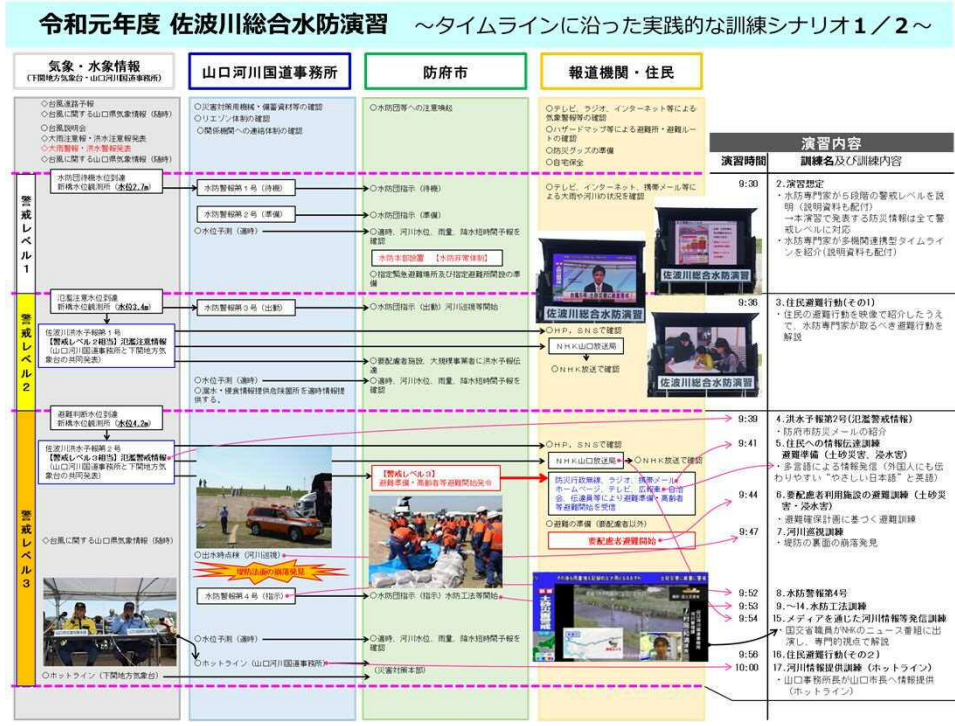 令和元年度 佐波川総合水防演習 ～タイムラインに沿った実践的な訓練シナリオ1／2～
気象・水象情報
(下関地方気象台・山口河川国道事務所)
山口河川国道事務所
防府市
報道機関・住民
◇台風進路予報
◇台風に関する山口県気象情報（随時）
◇台風説明会
◇大雨注意報・洪水注意報発表
◇大雨警報・洪水警報発表
◇台風に関する山口県気象情報（随時）
○災害対策用機械・備蓄資材等の確認
○リエゾン体制の確認
○関係機関への連絡体制の確認
○水防団等への注意喚起
○テレビ、ラジオ、インターネット等による
気象警報等の確認
○ハザードマップ等による避難所・避難ルー
トの確認
○防災グッズの準備
○自宅保全
演習内容
演習時間
訓練名及び訓練内容
警戒レベル1
水防団待機水位到達
新橋水位観測所（水位2.7m）
水防警報第1号（待機）
○水防団指示（待機）
○テレビ、インターネット、携帯メール等に
よる大雨や河川の状況を確認
水防警報第2号（準備）
○水防団指示（準備）
○水位予測（適時）
○適時、河川水位、雨量、降水短時間予報を
確認
水防本部設置 【水防非常体制】
○指定緊急避難場所及び指定避難所開設の準
備
佐波川総合水防演習
佐波川総合水防演習
9:30
2.演習想定
・水防専門家から段階の警戒レベルを説
明（説明資料も配付）
→本演習で発表する防災情報は全て警
戒レベルに対応
・水防専門家が多機関連携型タイムライ
ンを紹介(説明資料も配付)
警戒レベル2
氾濫注意水位到達
新橋水位観測所（水位3.4m）
水防警報第3号（出動）
○水防団指示（出動）河川巡視等開始
佐波川洪水予報第1号
【警戒レベル2相当】氾濫注意情報
(山口河川国道事務所と下関地方気
象台の共同発表)
○HP、SNSで確認
NHK山口放送局
○NHK放送で確認
○要配慮者施設、大規模事業者に洪水予報伝
達
○水位予測（適時）
○適時、河川水位、雨量、降水短時間予報を
確認
○漏水・侵食情報提供危険箇所を適時情報提
供する。
佐波川総合水防演習
9:36
3.住民避難行動(その1)
・住民の避難行動を映像で紹介したうえ
で、水防専門家が取るべき避難行動を
解説
警戒レベル3
避難判断水位到達
新橋水位観測所（水位4.2m）
佐波川洪水予報第2号
【警戒レベル3相当】氾濫警戒情報
(山口河川国道事務所と下関地方気
象台の共同発表)
○HP、SNSで確認
NHK山口放送局
○NHK放送で確認
【警戒レベル3】
避難準備・高齢者等避難開始発令
防災行政無線、ラジオ、携帯メール
ホームページ、テレビ、広報車、自治
会、伝達員等により避難準備・高齢者
等避難開始を受信
○避難の準備（要配慮者以外）
要配慮者避難開始
◇台風に関する山口県気象情報（随時）
○出水時点検（河川巡視）
堤防法面の崩落発見
水防警報第4号（指示）
○水防団指示（指示）水防工法等開始
○水位予測（適時）
○適時、河川水位、雨量、降水短時間予報を
確認
○ホットライン（山口河川国道事務所）
（災害対策本部）
○ホットライン（下関地方気象台）
9:39
4.洪水予報第2号(氾濫警戒情報)
・防府市防災メールの紹介
9:41
5.住民への情報伝達訓練
避難準備（土砂災害、浸水害）
・多言語による情報発信（外国人にも伝
わりやすい“やさしい日本語”と英語）
9:44
6.要配慮者利用施設の避難訓練（土砂災
害・浸水害）
・避難確保計画に基づく避難訓練
9:47
7.河川巡視訓練
・堤防の裏面の崩落発見
9:52
8.水防警報第4号
9:53
9.～14.水防工法訓練
9:54
15.メディアを通じた河川情報等発信訓練
・国交省職員がNHKのニュース番組に出
演し、専門的視点で解説
9:56
16.住民避難行動(その2)
10:00
17.河川情報提供訓練（ホットライン）
・山口事務所長が山口市長へ情報提供
（ホットライン）